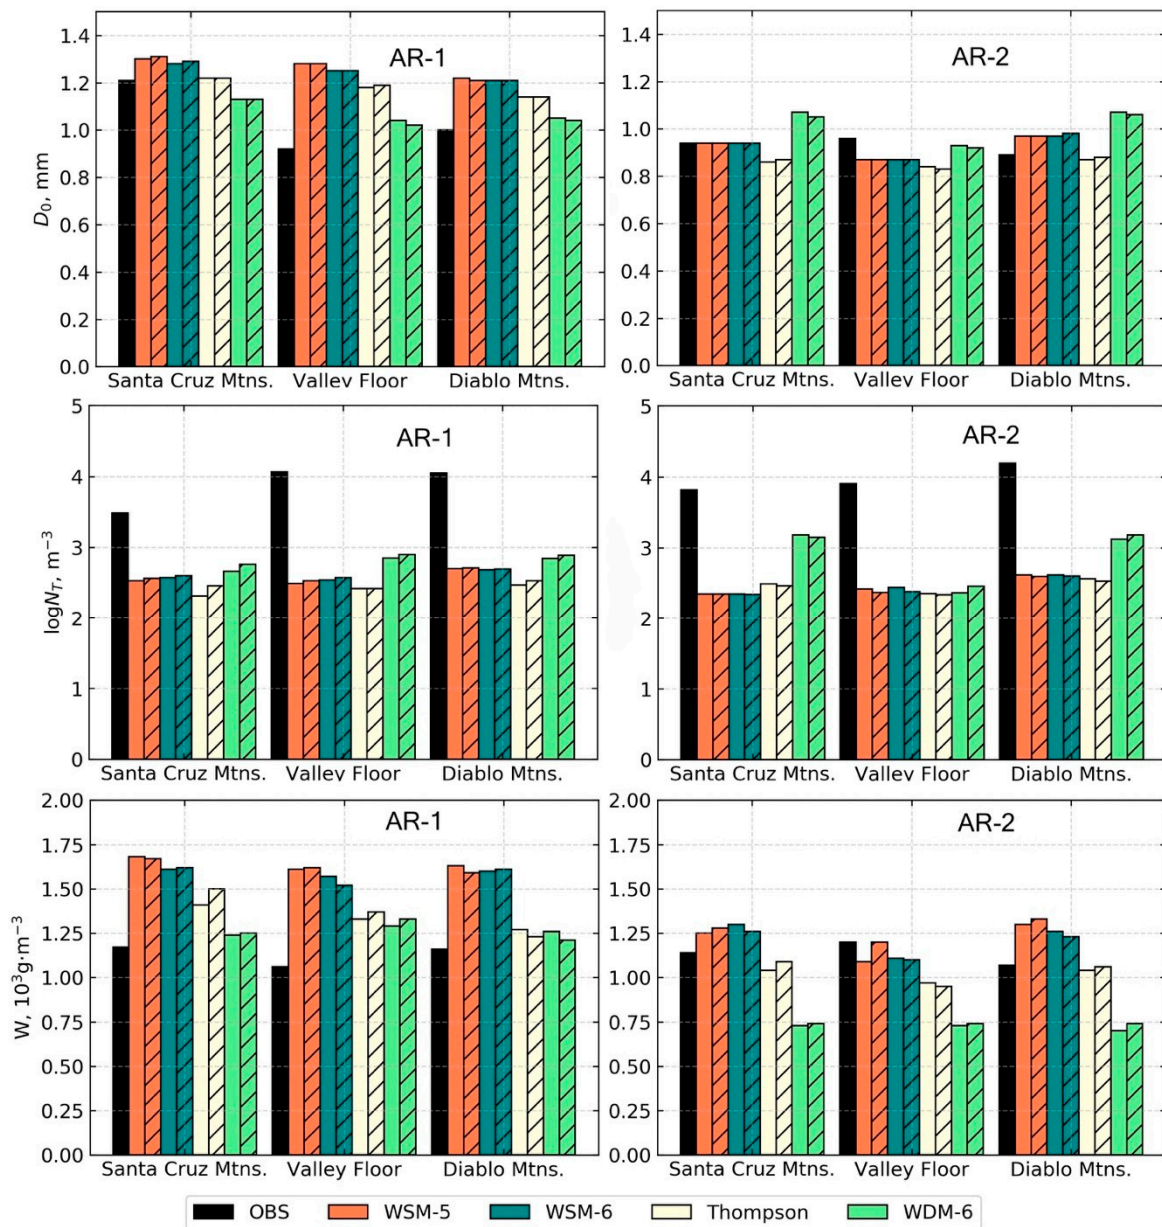 AR-1
AR-2
D₀, mm
1.4
1.2
1.0
0.8
0.6
0.4
0.2
0.0
1.4
1.2
1.0
0.8
0.6
0.4
0.2
0.0
Santa Cruz Mtns. Vallev Floor Diablo Mtns.
Santa Cruz Mtns. Vallev Floor Diablo Mtns.
AR-1
AR-2
logN_T, m⁻³
5
4
3
2
1
0
5
4
3
2
1
0
Santa Cruz Mtns. Vallev Floor Diablo Mtns.
Santa Cruz Mtns. Vallev Floor Diablo Mtns.
AR-1
AR-2
W, 10³g·m⁻³
2.00
1.75
1.50
1.25
1.00
0.75
0.50
0.25
0.00
2.00
1.75
1.50
1.25
1.00
0.75
0.50
0.25
0.00
Santa Cruz Mtns. Valley Floor Diablo Mtns.
Santa Cruz Mtns. Valley Floor Diablo Mtns.
OBS WSM-5 WSM-6 Thompson WDM-6